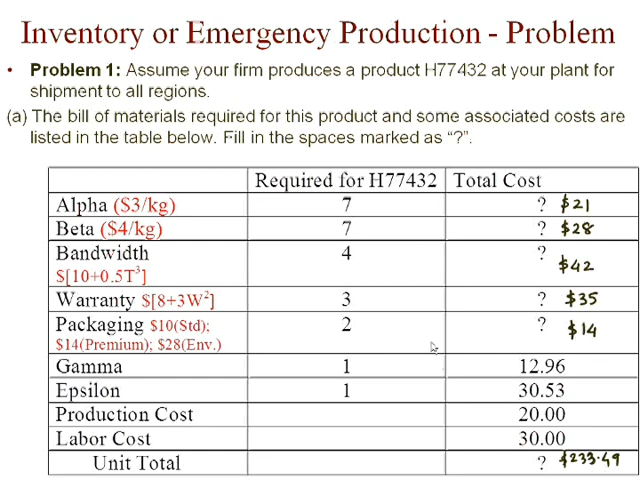 Inventory or Emergency Production - Problem
• Problem 1: Assume your firm produces a product H77432 at your plant for
shipment to all regions.
(a) The bill of materials required for this product and some associated costs are
listed in the table below. Fill in the spaces marked as “?”.
Required for H77432 Total Cost
Alpha ($3/kg) 7 ? $21
Beta ($4/kg) 7 ? $28
Bandwidth 4 ?
$[10+0.5T³] $42
Warranty $[8+3W²] 3 ? $35
Packaging $10(Std); 2 ? $14
$14(Premium); $28(Env.)
Gamma 1 12.96
Epsilon 1 30.53
Production Cost 20.00
Labor Cost 30.00
Unit Total ? $233.49